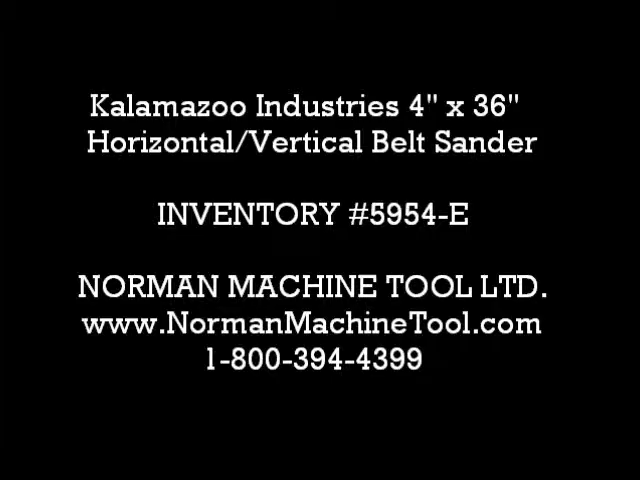 Kalamazoo Industries 4" x 36"
Horizontal/Vertical Belt Sander
INVENTORY #5954-E
NORMAN MACHINE TOOL LTD.
www.NormanMachineTool.com
1-800-394-4399